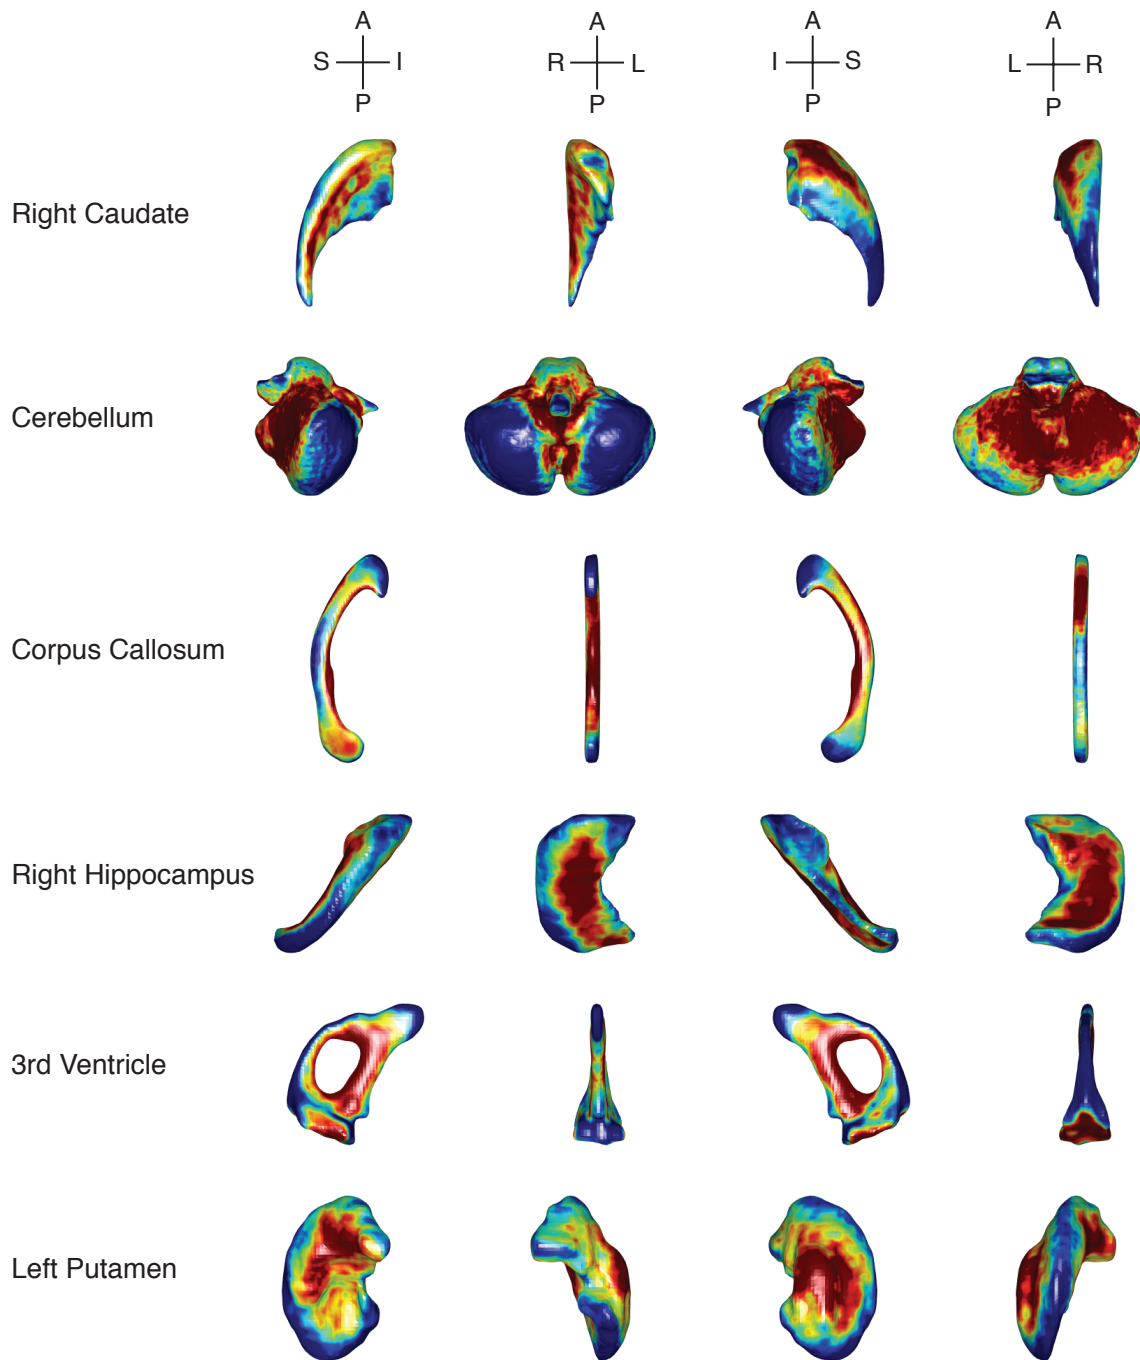 A A A A
S I R L I S L R
P P P P
Right Caudate
Cerebellum
Corpus Callosum
Right Hippocampus
3rd Ventricle
Left Putamen